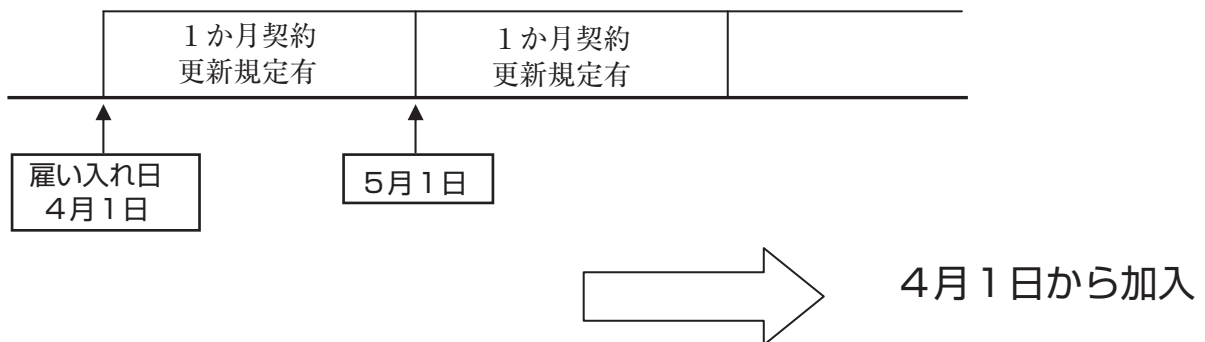 １か月契約
更新規定有
１か月契約
更新規定有
雇い入れ日
４月１日
５月１日
４月１日から加入